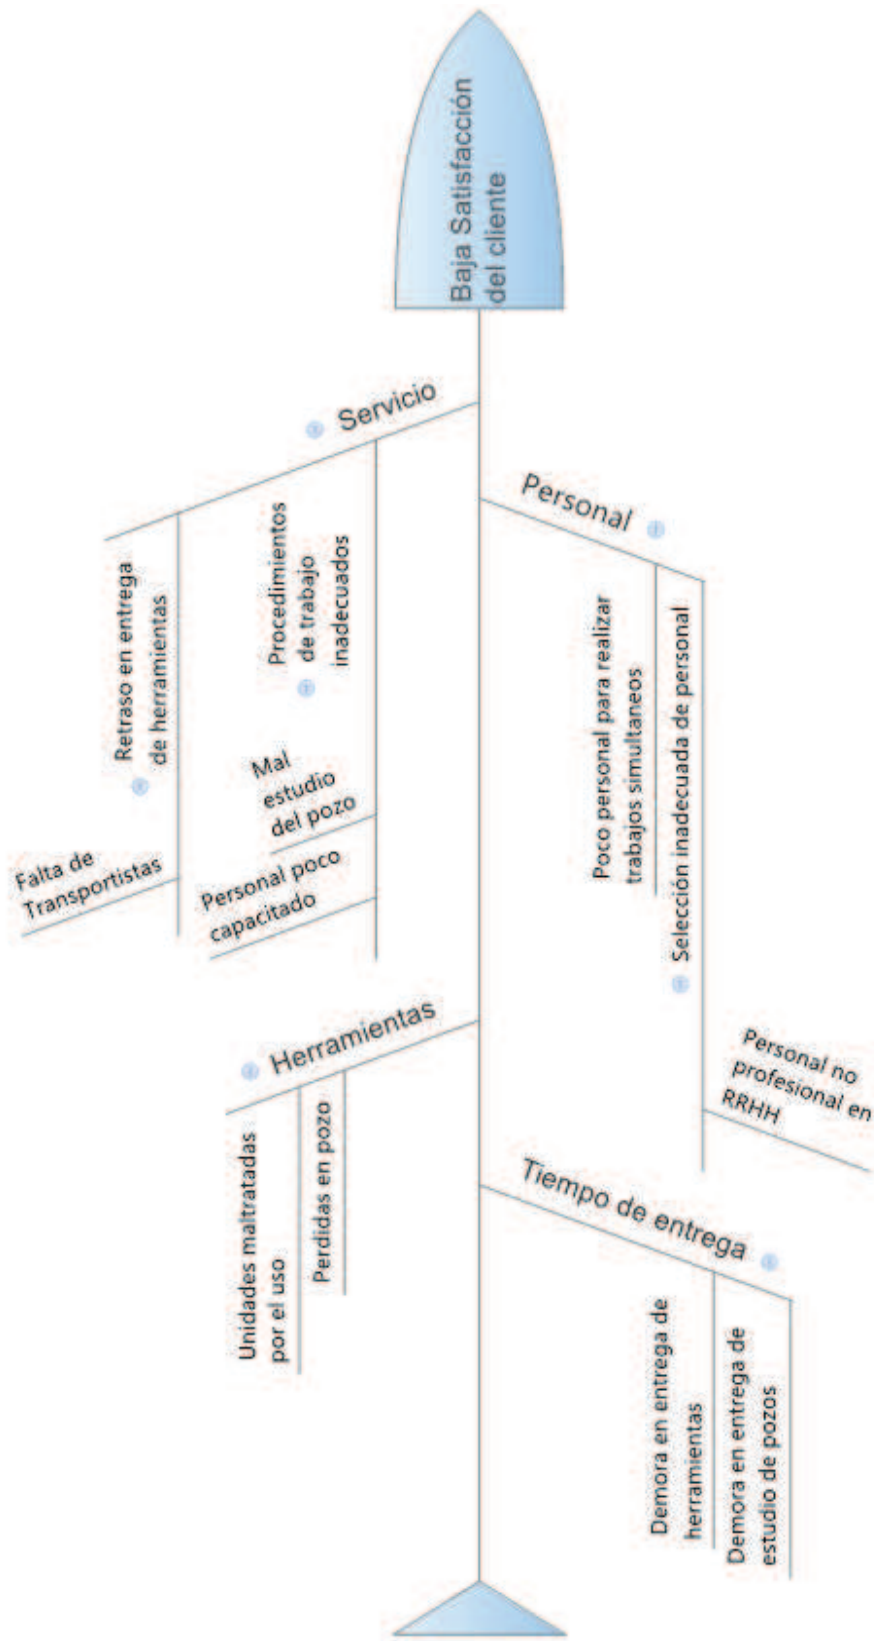 Baja Satisfacción
del cliente
Servicio
Retraso en entrega
de herramientas
Falta de
Transportistas
Procedimientos
de trabajo
inadecuados
Mal
estudio
del pozo
Personal poco
capacitado
Personal
Poco personal para realizar
trabajos simultaneos
Selección inadecuada de personal
Personal no
profesional en
RRHH
Herramientas
Unidades maltratadas
por el uso
Perdidas en pozo
Tiempo de entrega
Demora en entrega de
herramientas
Demora en entrega de
estudio de pozos